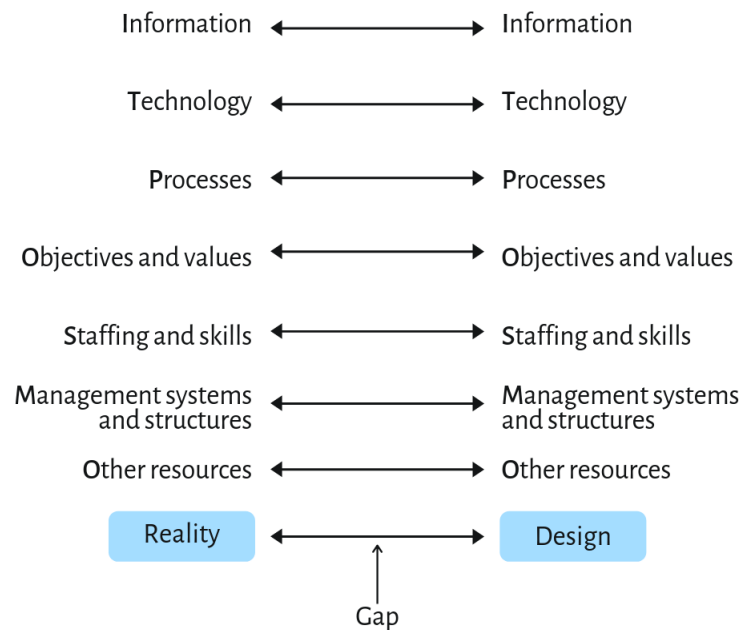 Information Information
Technology Technology
Processes Processes
Objectives and values Objectives and values
Staffing and skills Staffing and skills
Management systems Management systems
and structures and structures
Other resources Other resources
Reality Design
Gap